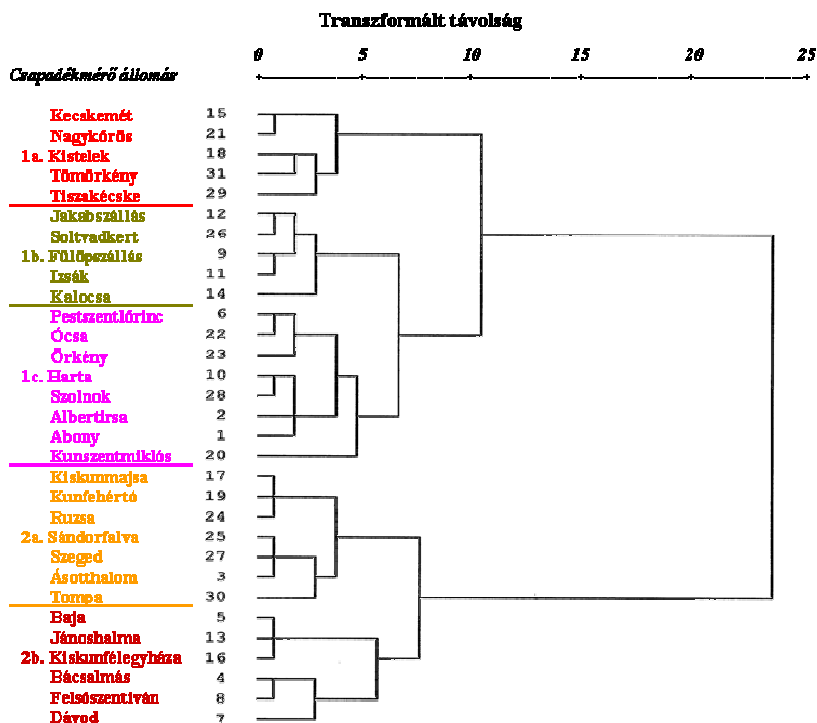 Transzformált távolság
0 5 10 15 20 25
Csapadékmérő állomás
Kecskemét 15
Nagykőrös 21
1a. Kistelek 18
Tömörkény 31
Tiszakécske 29
Jakabszállás 12
Soltvadkert 26
1b. Fülöpszállás 9
Izsák 11
Kalocsa 14
Pestszentlőrinc 6
Ócsa 22
Örkény 23
1c. Harta 10
Szolnok 28
Albertirsa 2
Abony 1
Kunszentmiklós 20
Kiskunmajsa 17
Kunfehértó 19
Ruzsa 24
2a. Sándorfalva 25
Szeged 27
Ásotthalom 3
Tompa 30
Baja 5
Jánoshalma 13
2b. Kiskunfélegyháza 16
Bácsalmás 4
Felsőszentiván 8
Dávod 7